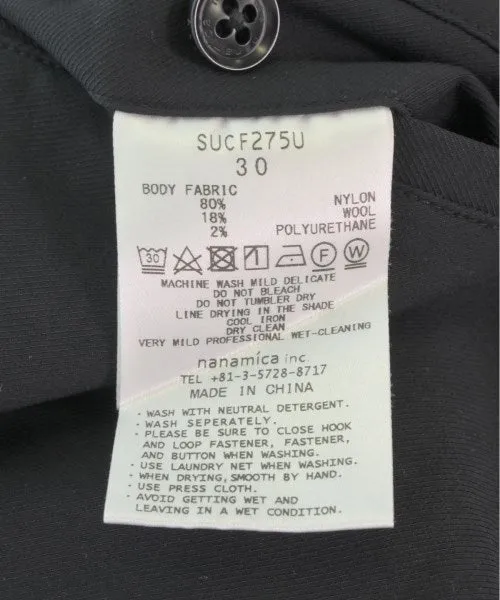 SUCF275U
30
BODY FABRIC
80% NYLON
18% WOOL
2% POLYURETHANE
30 F W
MACHINE WASH MILD DELICATE
DO NOT BLEACH
DO NOT TUMBLER DRY
LINE DRYING IN THE SHADE
COOL IRON
DRY CLEAN
VERY MILD PROFESSIONAL WET-CLEANING
nanamica inc.
TEL +81-3-5728-8717
MADE IN CHINA
・WASH WITH NEUTRAL DETERGENT.
・WASH SEPERATELY.
・PLEASE BE SURE TO CLOSE HOOK
AND LOOP FASTENER, FASTENER,
AND BUTTON WHEN WASHING.
・USE LAUNDRY NET WHEN WASHING.
・WHEN DRYING, SMOOTH BY HAND.
・USE PRESS CLOTH.
・AVOID GETTING WET AND
LEAVING IN A WET CONDITION.